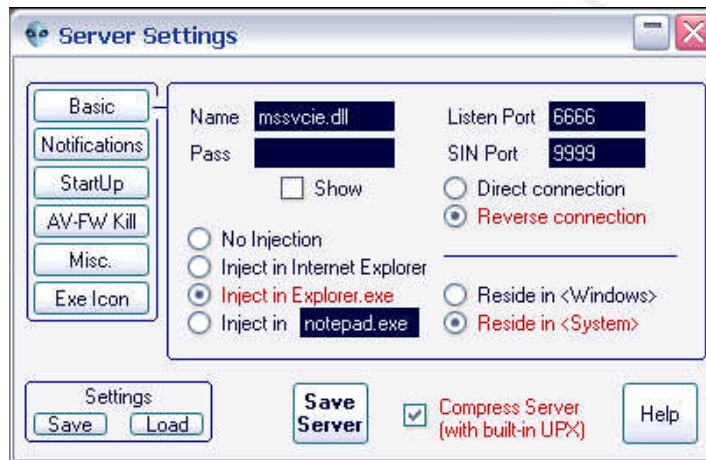 Server Settings
Basic
Notifications
StartUp
AV-FW Kill
Misc.
Exe Icon
Name mssvcie.dll
Pass
Show
Listen Port 6666
SIN Port 9999
Direct connection
Reverse connection
No Injection
Inject in Internet Explorer
Inject in Explorer.exe
Inject in notepad.exe
Reside in <Windows>
Reside in <System>
Settings
Save Load
Save
Server
Compress Server
(with built-in UPX)
Help